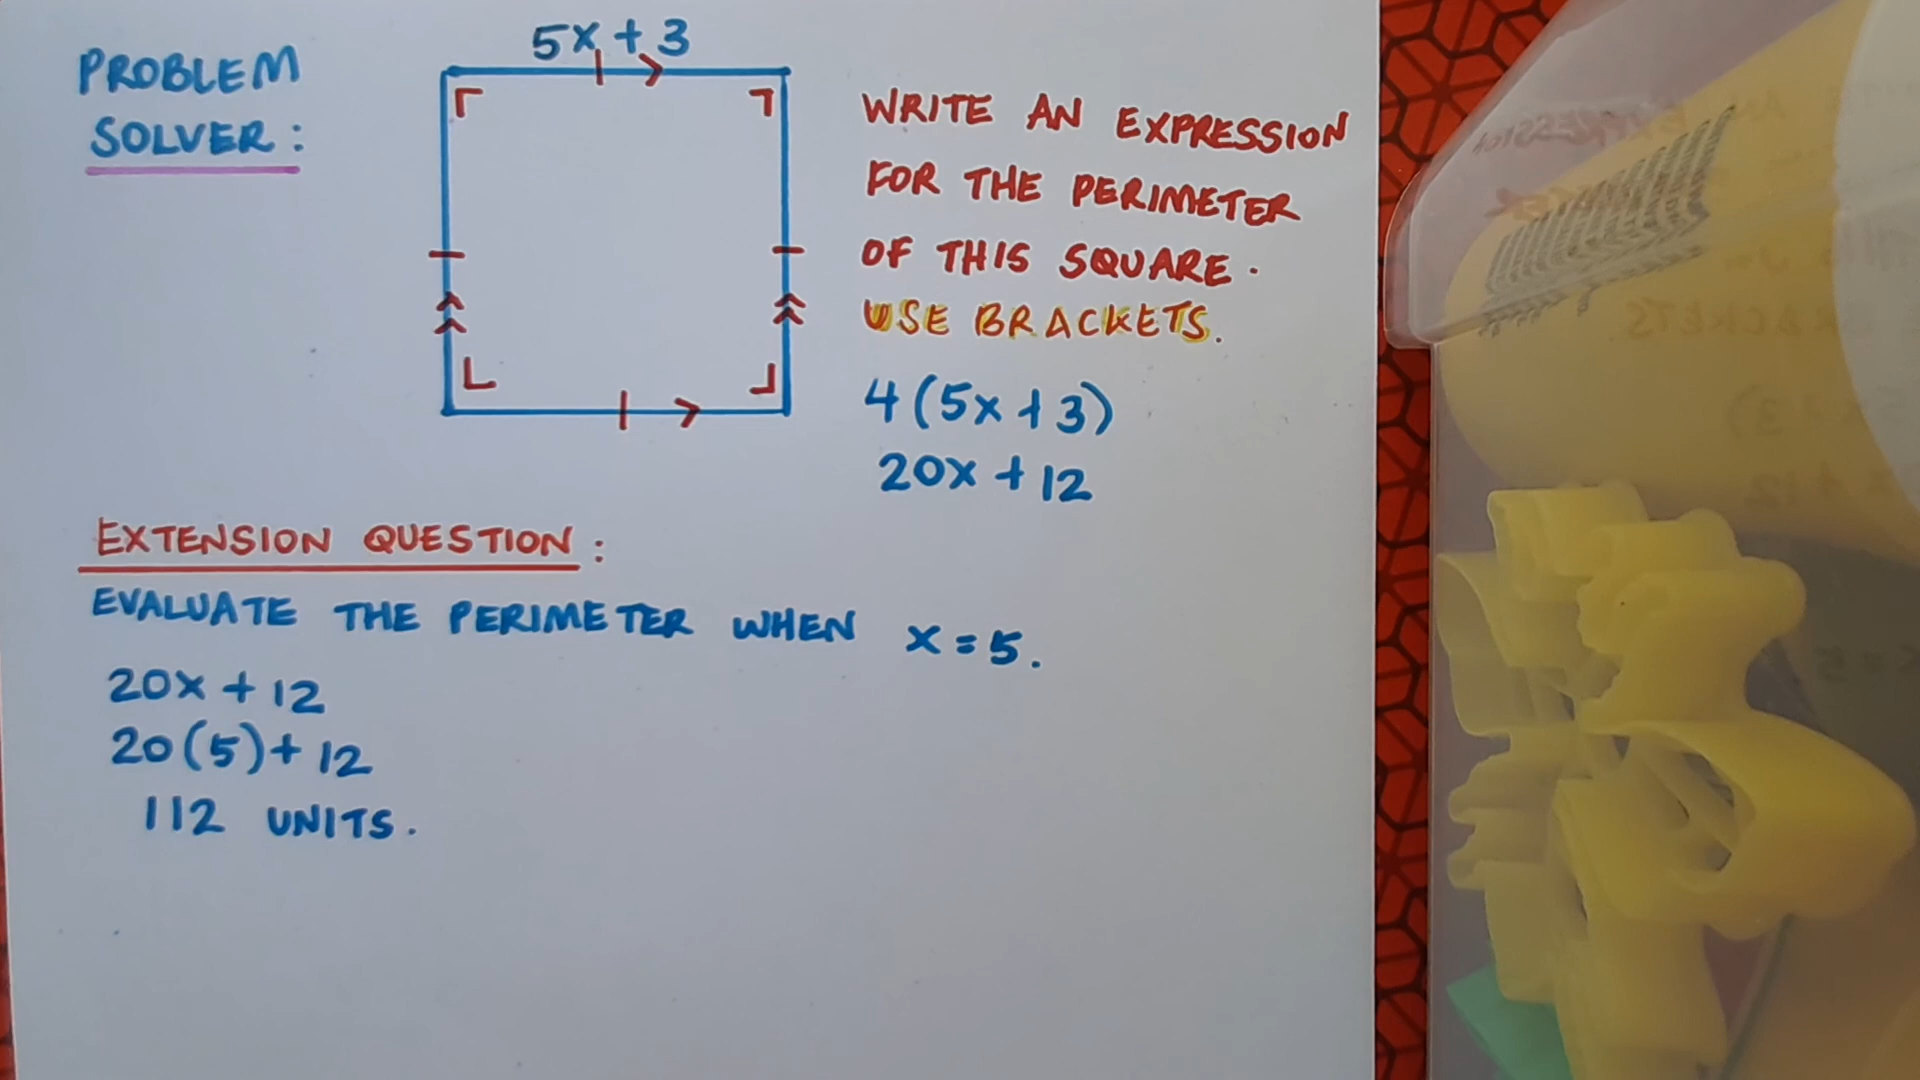 PROBLEM
SOLVER:
5x+3
WRITE AN EXPRESSION
FOR THE PERIMETER
OF THIS SQUARE.
USE BRACKETS.
4(5x+3)
20x+12
EXTENSION QUESTION:
EVALUATE THE PERIMETER WHEN x=5.
20x+12
20(5)+12
112 UNITS.